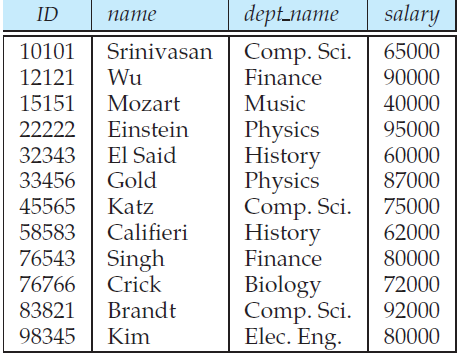 ID name dept_name salary
10101 Srinivasan Comp. Sci. 65000
12121 Wu Finance 90000
15151 Mozart Music 40000
22222 Einstein Physics 95000
32343 El Said History 60000
33456 Gold Physics 87000
45565 Katz Comp. Sci. 75000
58583 Califieri History 62000
76543 Singh Finance 80000
76766 Crick Biology 72000
83821 Brandt Comp. Sci. 92000
98345 Kim Elec. Eng. 80000